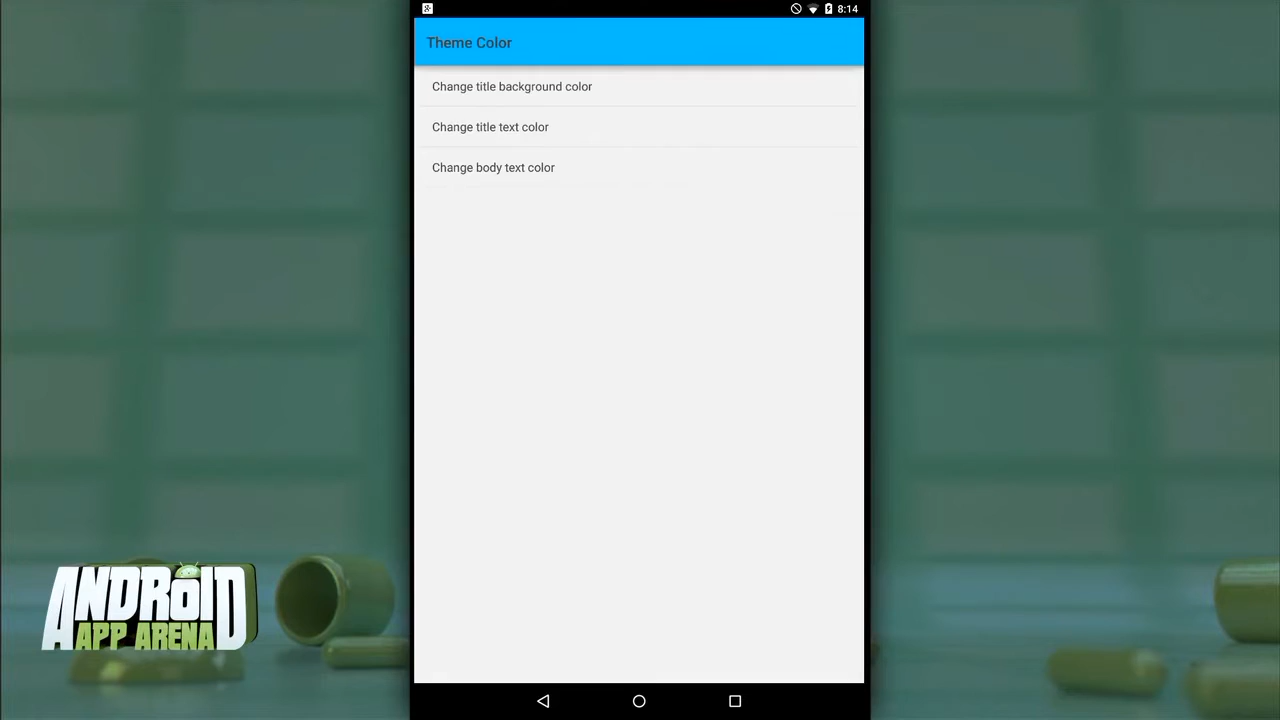 8:14
Theme Color
Change title background color
Change title text color
Change body text color
ANDROID
APP ARENA